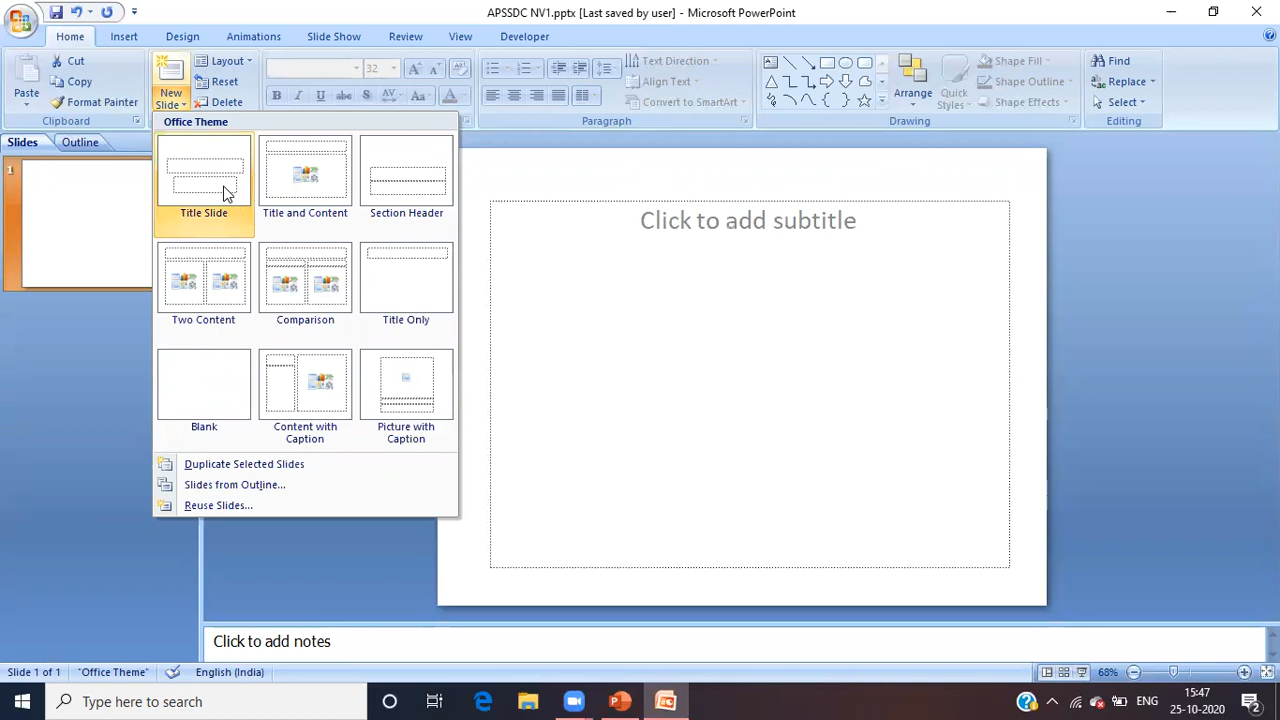 APSSDC NV1.pptx [Last saved by user] - Microsoft PowerPoint
Home Insert Design Animations Slide Show Review View Developer
Paste
Cut
Copy
Format Painter
Clipboard
New
Slide
Layout
Reset
Delete
32
B I U abc S AV Aa A
Text Direction
Align Text
Convert to SmartArt
Paragraph
Arrange
Quick
Styles
Shape Fill
Shape Outline
Shape Effects
Drawing
Find
Replace
Select
Editing
Slides Outline
1
Office Theme
Title Slide Title and Content Section Header
Two Content Comparison Title Only
Blank Content with
Caption Picture with
Caption
Duplicate Selected Slides
Slides from Outline...
Reuse Slides...
Click to add subtitle
Click to add notes
Slide 1 of 1 "Office Theme" English (India) 68%
Type here to search
ENG
15:47
25-10-2020
2